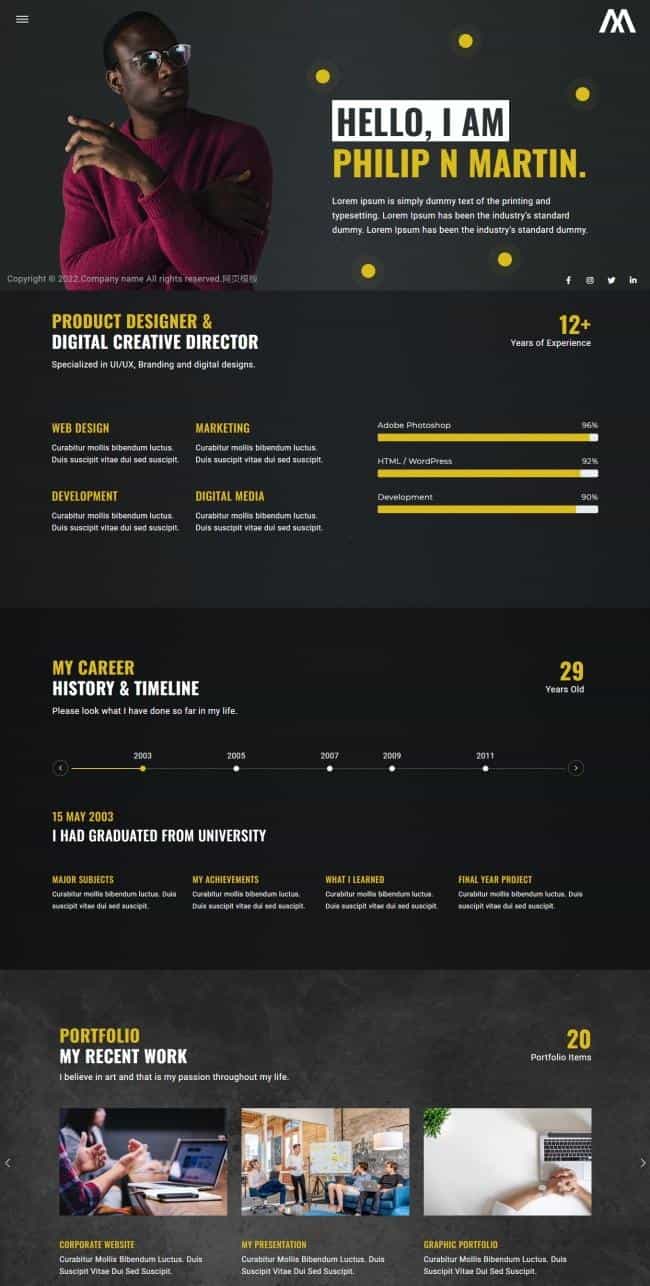 HELLO, I AM
PHILIP N MARTIN.
Lorem ipsum is simply dummy text of the printing and
typesetting. Lorem Ipsum has been the industry's standard
dummy. Lorem Ipsum has been the industry's standard dummy.
Copyright © 2022.Company name All rights reserved.网页模板
PRODUCT DESIGNER &
DIGITAL CREATIVE DIRECTOR
Specialized in UI/UX, Branding and digital designs.
12+
Years of Experience
WEB DESIGN
Curabitur mollis bibendum luctus.
Duis suscipit vitae dui sed suscipit.
MARKETING
Curabitur mollis bibendum luctus.
Duis suscipit vitae dui sed suscipit.
DEVELOPMENT
Curabitur mollis bibendum luctus.
Duis suscipit vitae dui sed suscipit.
DIGITAL MEDIA
Curabitur mollis bibendum luctus.
Duis suscipit vitae dui sed suscipit.
Adobe Photoshop 96%
HTML / WordPress 92%
Development 90%
MY CAREER
HISTORY & TIMELINE
Please look what I have done so far in my life.
29
Years Old
2003 2005 2007 2009 2011
15 MAY 2003
I HAD GRADUATED FROM UNIVERSITY
MAJOR SUBJECTS
Curabitur mollis bibendum luctus. Duis
suscipit vitae dui sed suscipit.
MY ACHIEVEMENTS
Curabitur mollis bibendum luctus.
Duis suscipit vitae dui sed suscipit.
WHAT I LEARNED
Curabitur mollis bibendum luctus.
Duis suscipit vitae dui sed suscipit.
FINAL YEAR PROJECT
Curabitur mollis bibendum luctus. Duis
suscipit vitae dui sed suscipit.
PORTFOLIO
MY RECENT WORK
I believe in art and that is my passion throughout my life.
20
Portfolio Items
CORPORATE WEBSITE
Curabitur Mollis Bibendum Luctus. Duis
Suscipit Vitae Dui Sed Suscipit.
MY PRESENTATION
Curabitur Mollis Bibendum Luctus. Duis
Suscipit Vitae Dui Sed Suscipit.
GRAPHIC PORTFOLIO
Curabitur Mollis Bibendum Luctus. Duis
Suscipit Vitae Dui Sed Suscipit.